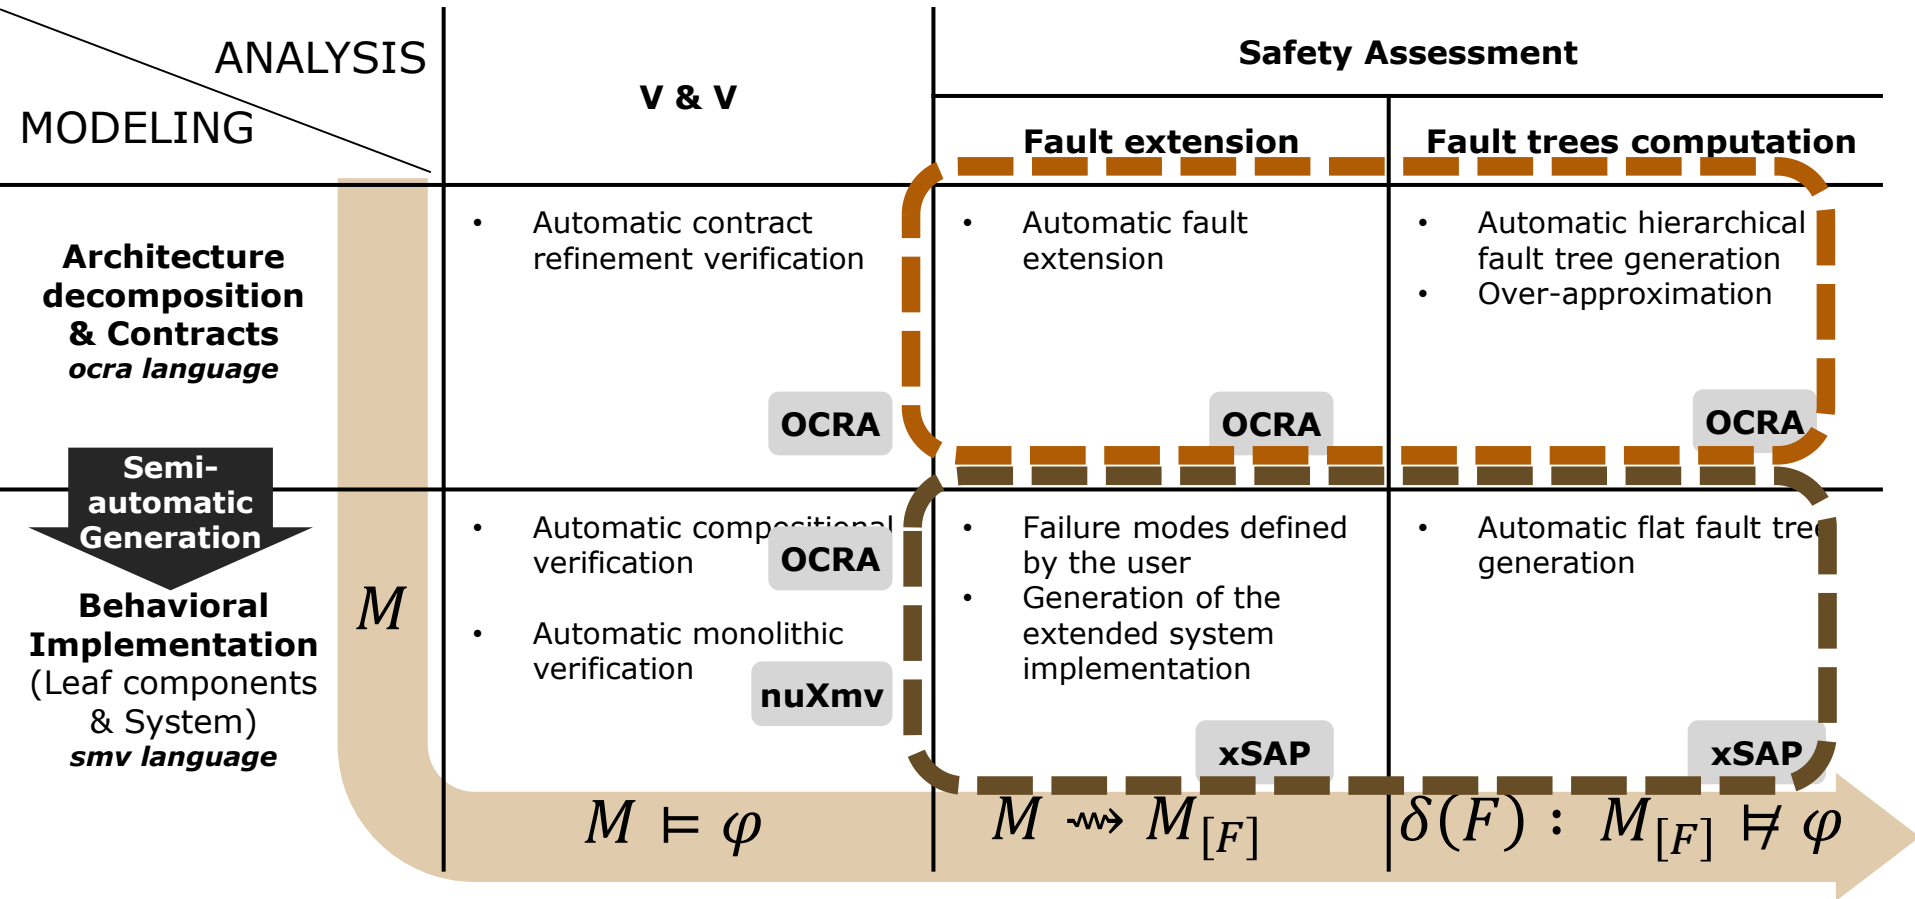 ANALYSIS
MODELING
V & V
Safety Assessment
Fault extension
Fault trees computation
Architecture
decomposition
& Contracts
ocra language
• Automatic contract
refinement verification
OCRA
• Automatic fault
extension
OCRA
• Automatic hierarchical
fault tree generation
• Over-approximation
OCRA
Semi-
automatic
Generation
Behavioral
Implementation
(Leaf components
& System)
smv language
M
• Automatic compositional
verification
OCRA
• Automatic monolithic
verification
nuXmv
• Failure modes defined
by the user
• Generation of the
extended system
implementation
xSAP
• Automatic flat fault tree
generation
xSAP
M ⊨ φ
M ⇝ M[F]
δ(F) : M[F] ⊭ φ